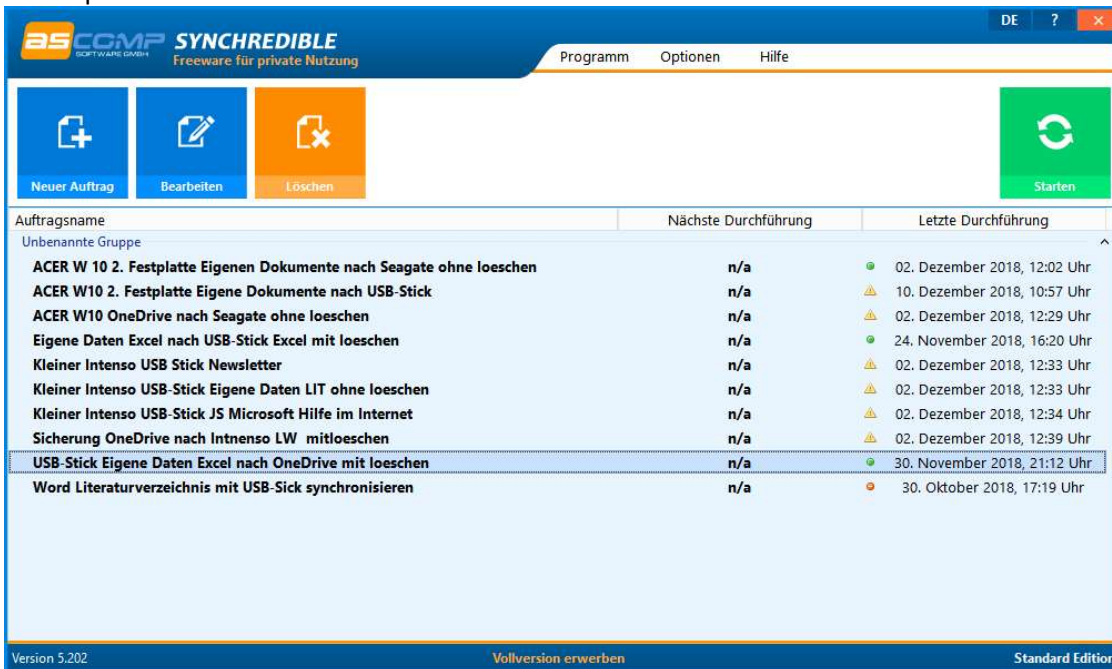 DE ?
ascomp SYNCHREDIBLE
SOFTWARE GMBH Freeware für private Nutzung
Programm Optionen Hilfe
Neuer Auftrag Bearbeiten Löschen Starten
Auftragsname Nächste Durchführung Letzte Durchführung
Unbenannte Gruppe
ACER W 10 2. Festplatte Eigenen Dokumente nach Seagate ohne loeschen n/a 02. Dezember 2018, 12:02 Uhr
ACER W10 2. Festplatte Eigene Dokumente nach USB-Stick n/a 10. Dezember 2018, 10:57 Uhr
ACER W10 OneDrive nach Seagate ohne loeschen n/a 02. Dezember 2018, 12:29 Uhr
Eigene Daten Excel nach USB-Stick Excel mit loeschen n/a 24. November 2018, 16:20 Uhr
Kleiner Intenso USB Stick Newsletter n/a 02. Dezember 2018, 12:33 Uhr
Kleiner Intenso USB-Stick Eigene Daten LIT ohne loeschen n/a 02. Dezember 2018, 12:33 Uhr
Kleiner Intenso USB-Stick JS Microsoft Hilfe im Internet n/a 02. Dezember 2018, 12:34 Uhr
Sicherung OneDrive nach Intnenso LW mitloeschen n/a 02. Dezember 2018, 12:39 Uhr
USB-Stick Eigene Daten Excel nach OneDrive mit loeschen n/a 30. November 2018, 21:12 Uhr
Word Literaturverzeichnis mit USB-Sick synchronisieren n/a 30. Oktober 2018, 17:19 Uhr
Version 5.202 Vollversion erwerben Standard Edition